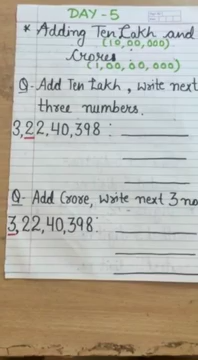 DAY - 5
* Adding Ten Lakh and
(10,00,000)
Crores
(1,00,00,000)
Q- Add Ten Lakh, write next
three numbers.
3,22,40,398 :
Q- Add Crore, write next 3 no
3,22,40,398: